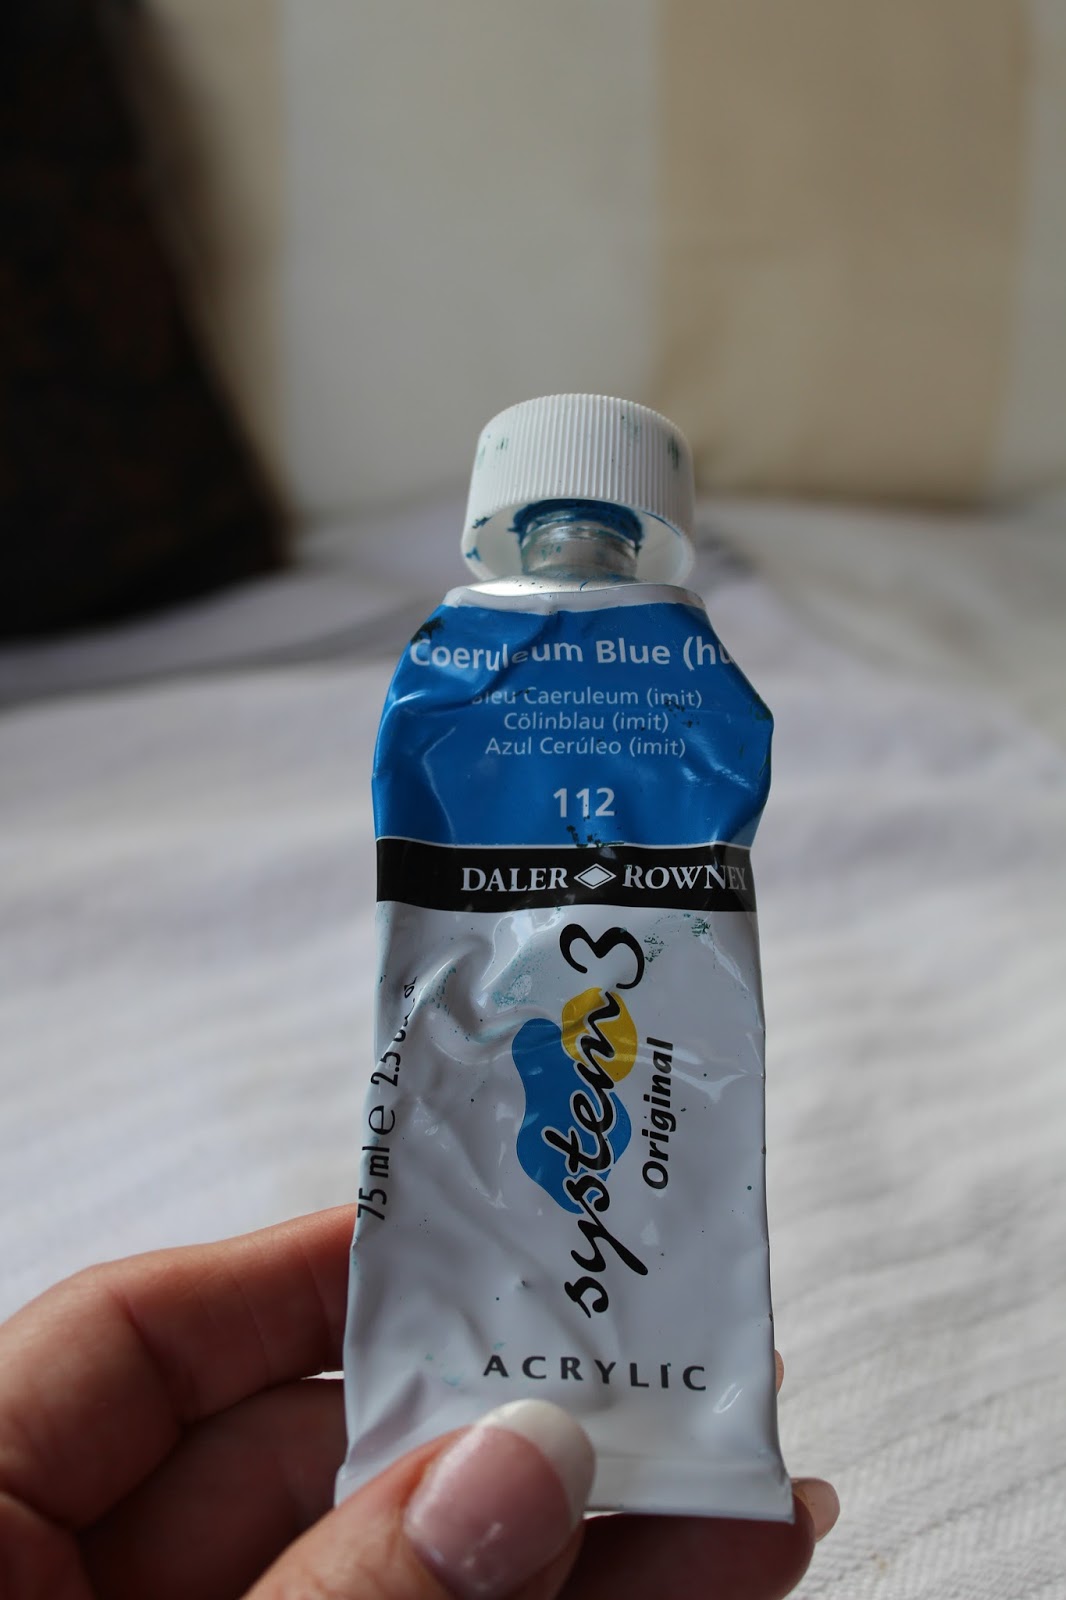 Coeruleum Blue (hu
Bleu Caeruleum (imit)
Cölinblau (imit)
Azul Cerúleo (imit)
112
DALER ROWNEY
system 3
Original
75 ml e 2.5
ACRYLIC